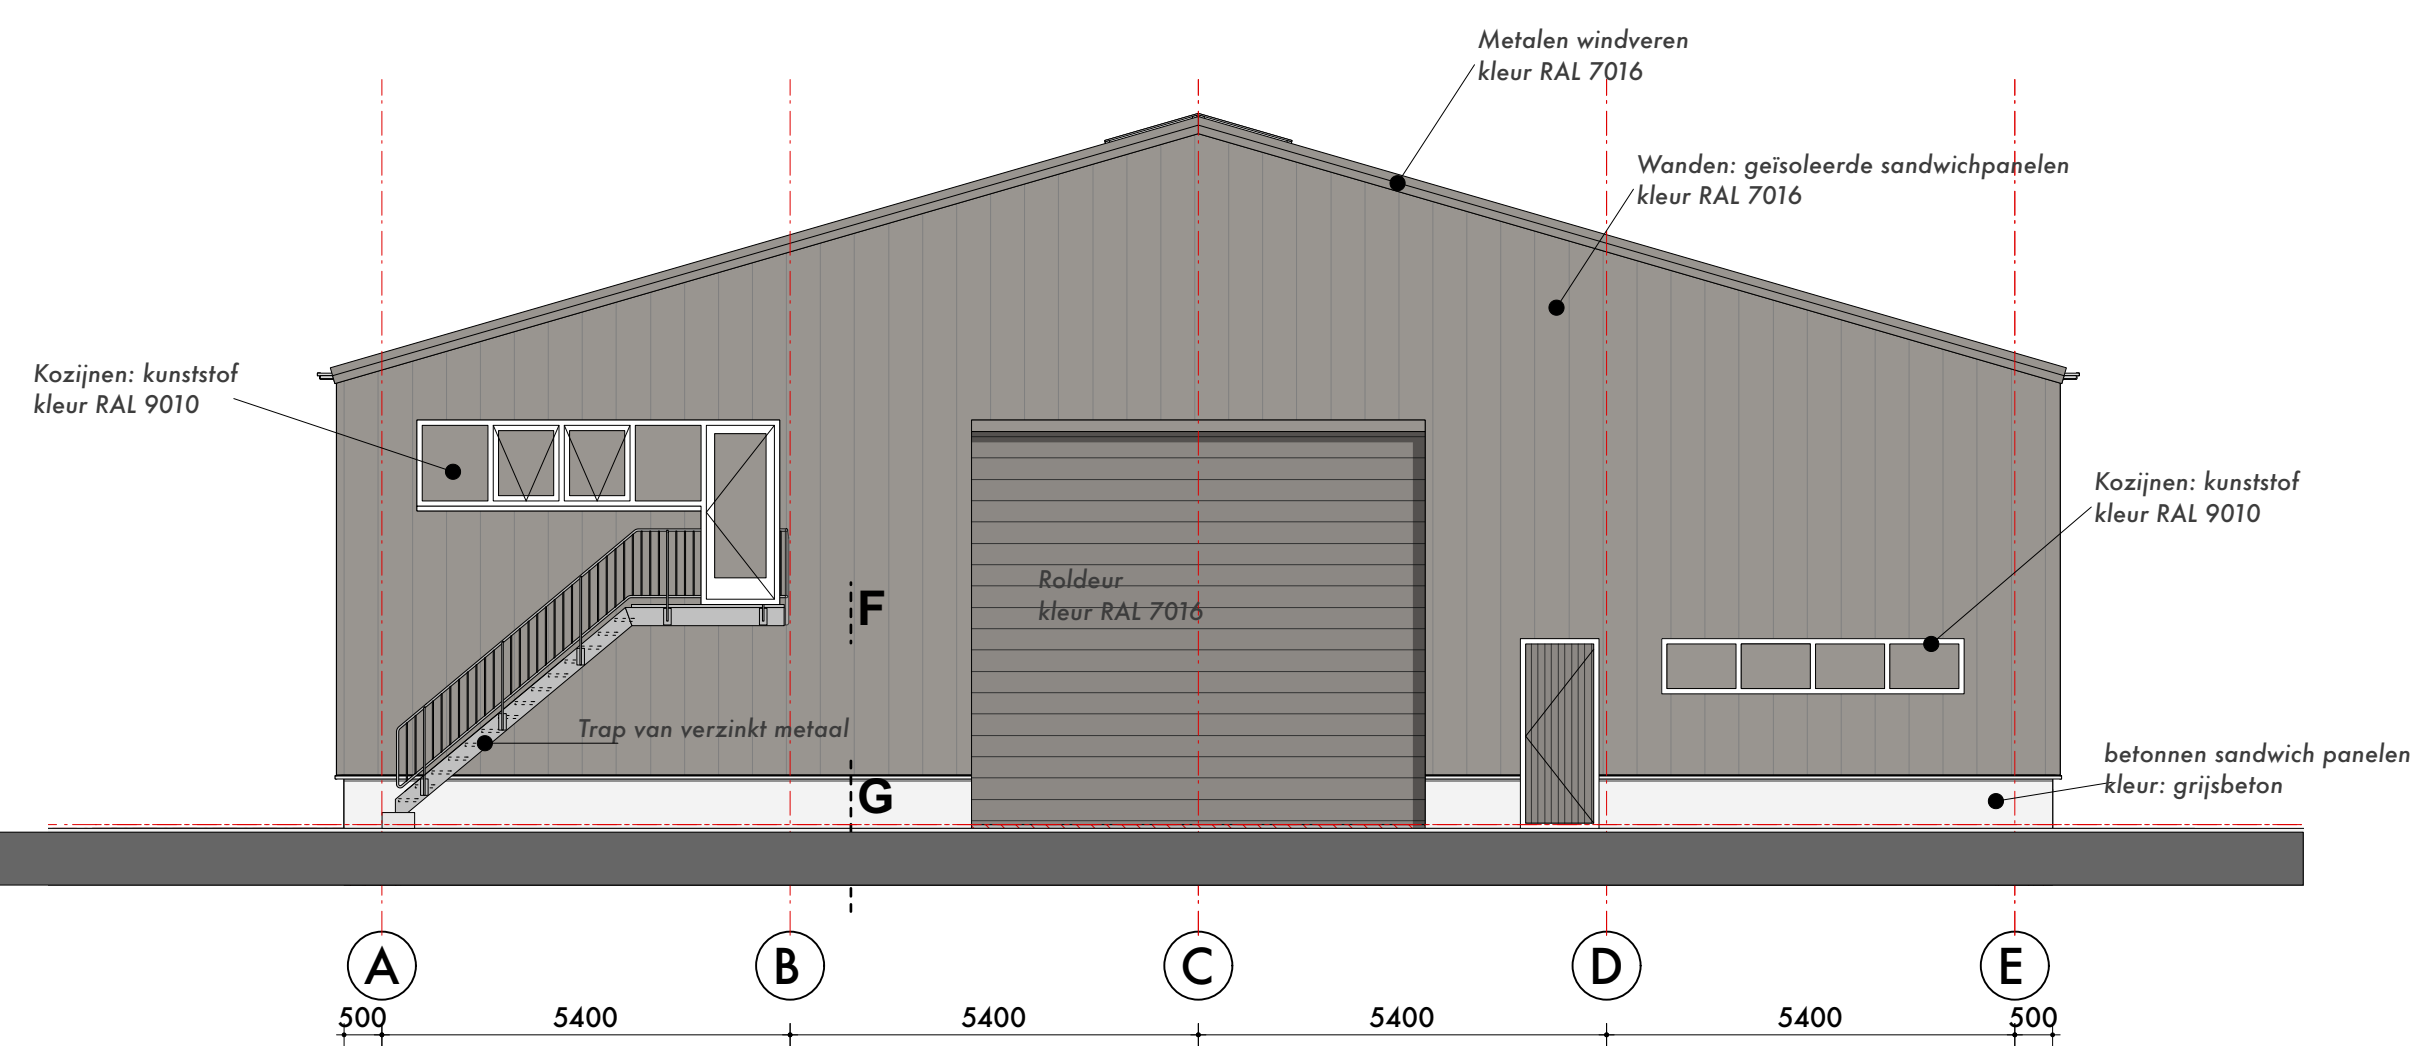 Metalen windveren
kleur RAL 7016
Wanden: geïsoleerde sandwichpanelen
kleur RAL 7016
Kozijnen: kunststof
kleur RAL 9010
Kozijnen: kunststof
kleur RAL 9010
Roldeur
kleur RAL 7016
F
Trap van verzinkt metaal
betonnen sandwich panelen
kleur: grijsbeton
G
A B C D E
500 5400 5400 5400 5400 500